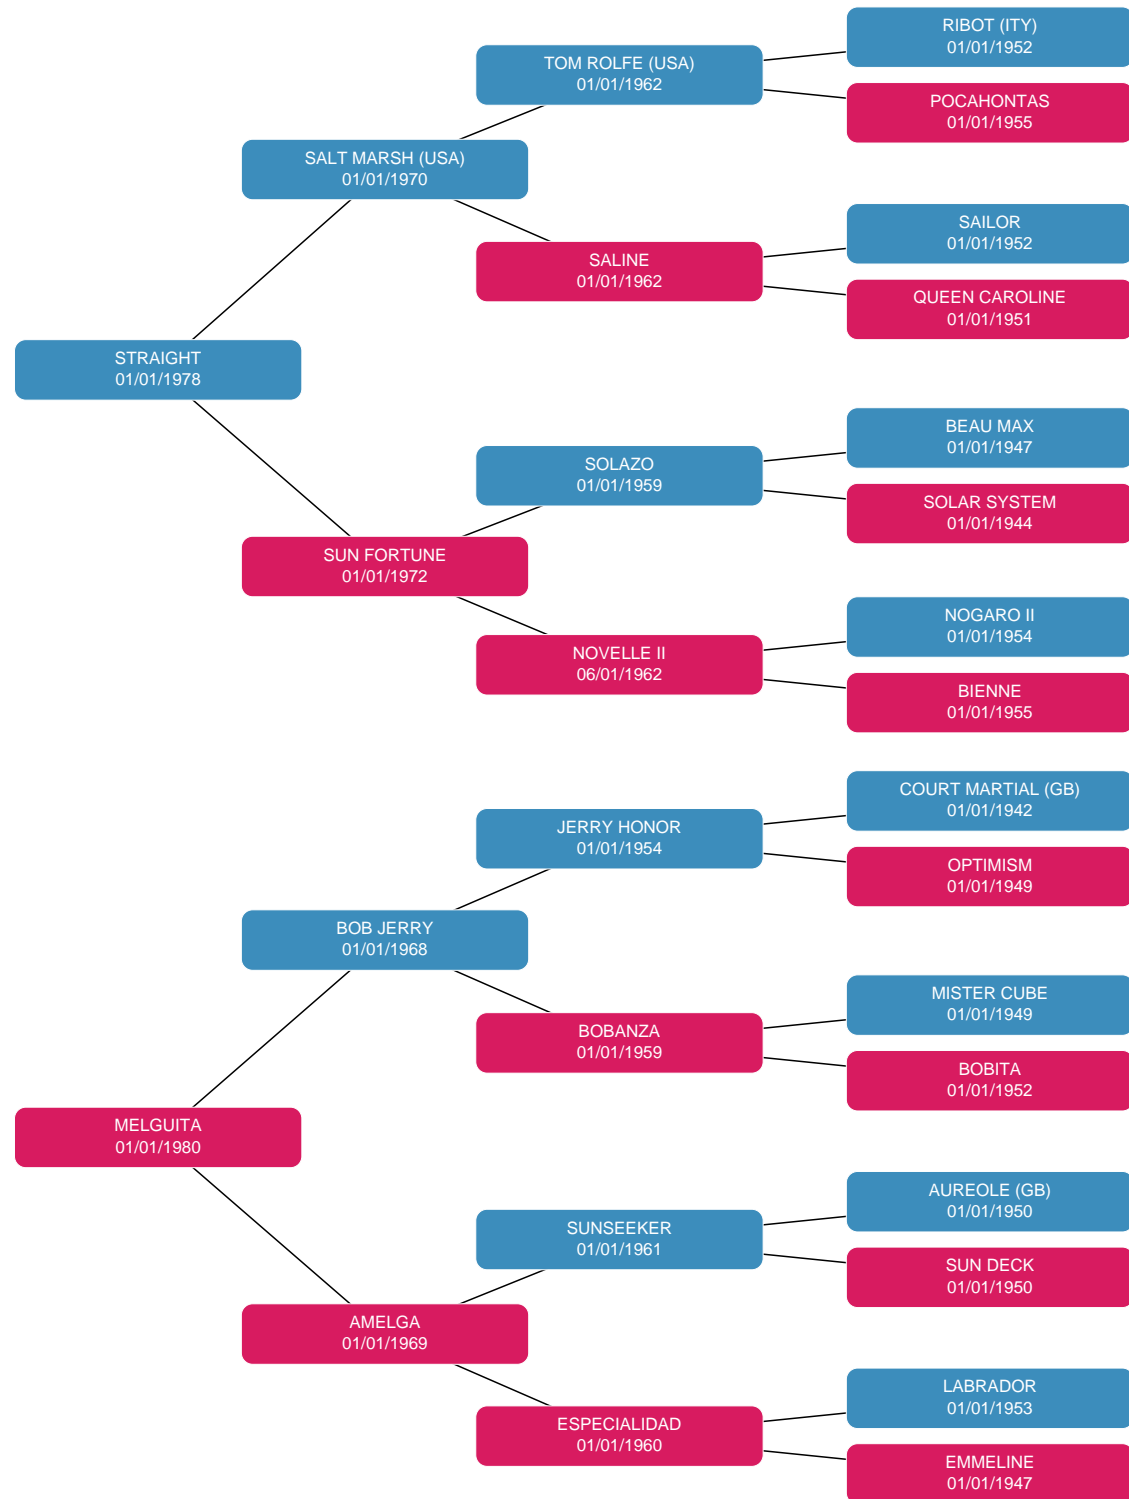 RIBOT (ITY)
01/01/1952
TOM ROLFE (USA)
01/01/1962
POCAHONTAS
01/01/1955
SALT MARSH (USA)
01/01/1970
SAILOR
01/01/1952
SALINE
01/01/1962
QUEEN CAROLINE
01/01/1951
STRAIGHT
01/01/1978
BEAU MAX
01/01/1947
SOLAZO
01/01/1959
SOLAR SYSTEM
01/01/1944
SUN FORTUNE
01/01/1972
NOGARO II
01/01/1954
NOVELLE II
06/01/1962
BIENNE
01/01/1955
COURT MARTIAL (GB)
01/01/1942
JERRY HONOR
01/01/1954
OPTIMISM
01/01/1949
BOB JERRY
01/01/1968
MISTER CUBE
01/01/1949
BOBANZA
01/01/1959
BOBITA
01/01/1952
MELGUITA
01/01/1980
AUREOLE (GB)
01/01/1950
SUNSEEKER
01/01/1961
SUN DECK
01/01/1950
AMELGA
01/01/1969
LABRADOR
01/01/1953
ESPECIALIDAD
01/01/1960
EMMELINE
01/01/1947